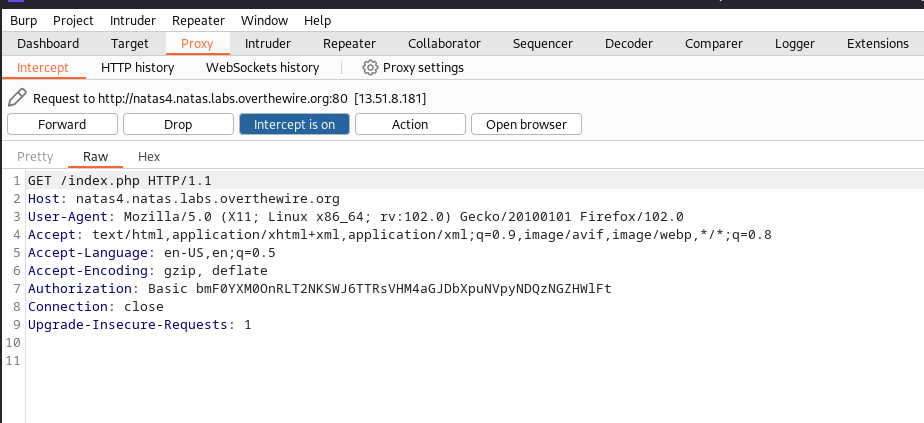 Burp Project Intruder Repeater Window Help
Dashboard Target Proxy Intruder Repeater Collaborator Sequencer Decoder Comparer Logger Extensions
Intercept HTTP history WebSockets history Proxy settings
Request to http://natas4.natas.labs.overthewire.org:80 [13.51.8.181]
Forward Drop Intercept is on Action Open browser
Pretty Raw Hex
1 GET /index.php HTTP/1.1
2 Host: natas4.natas.labs.overthewire.org
3 User-Agent: Mozilla/5.0 (X11; Linux x86_64; rv:102.0) Gecko/20100101 Firefox/102.0
4 Accept: text/html,application/xhtml+xml,application/xml;q=0.9,image/avif,image/webp,*/*;q=0.8
5 Accept-Language: en-US,en;q=0.5
6 Accept-Encoding: gzip, deflate
7 Authorization: Basic bmF0YXM0OnRLT2NKSWJ6TTRsVHM4aGJDbXpuNVpyNDQzNGZHWlFt
8 Connection: close
9 Upgrade-Insecure-Requests: 1
10
11